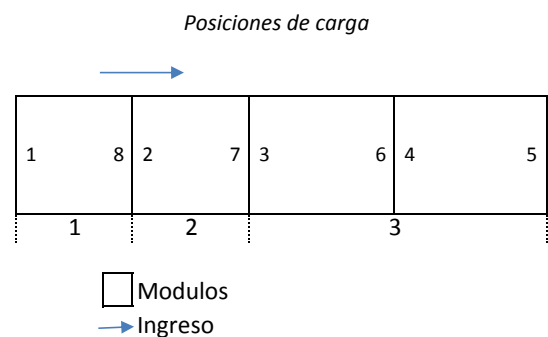 Posiciones de carga
1 8 2 7 3 6 4 5
1 2 3
Modulos
Ingreso